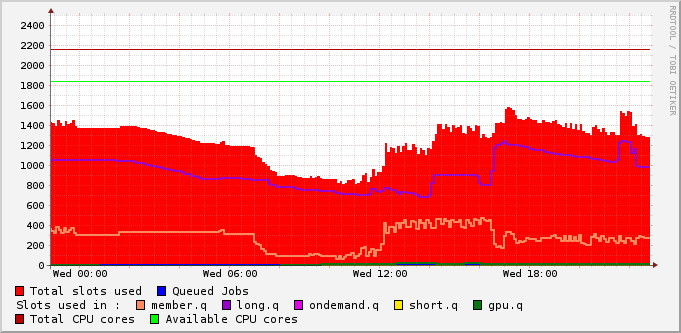 2400
2200
2000
1800
1600
1400
1200
1000
800
600
400
200
0
Wed 00:00 Wed 06:00 Wed 12:00 Wed 18:00
Total slots used Queued Jobs
Slots used in : member.q long.q ondemand.q short.q gpu.q
Total CPU cores Available CPU cores
RRDTOOL / TOBI OETIKER